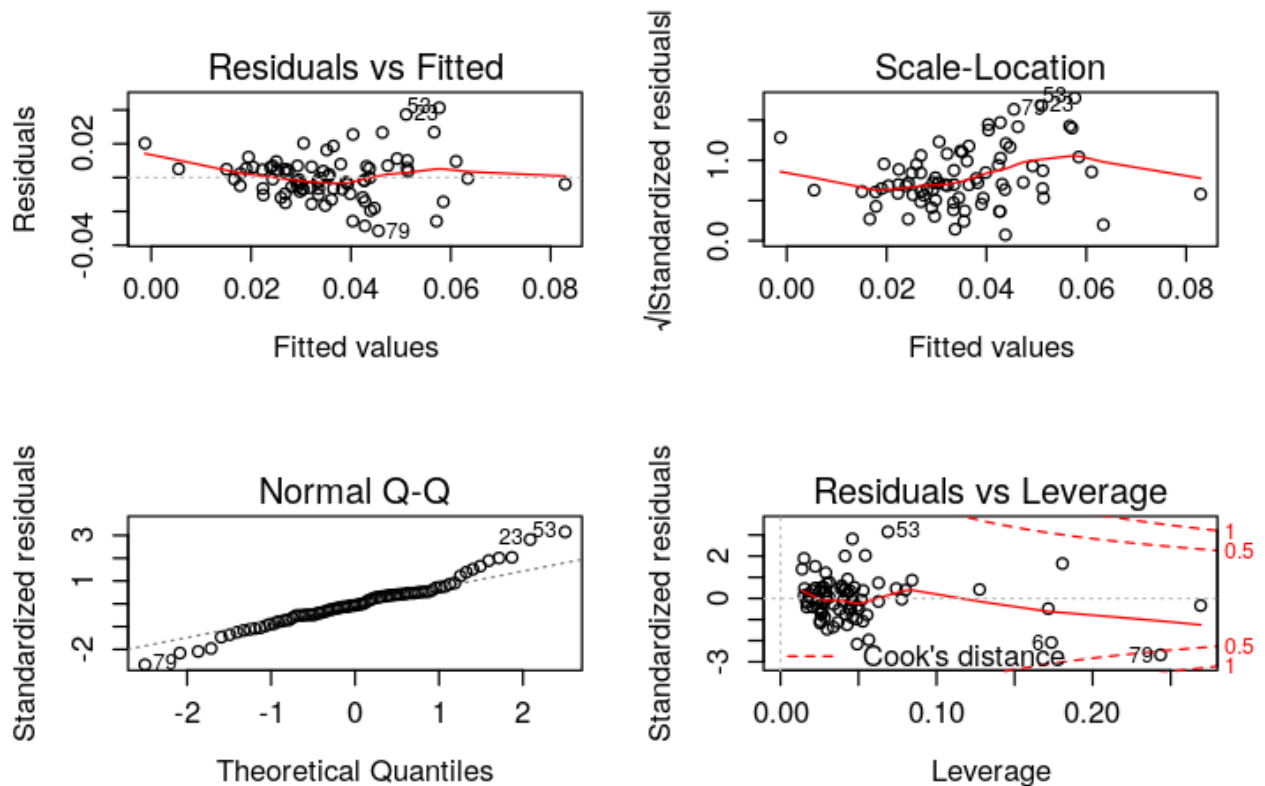 Residuals vs Fitted
Residuals
0.02
-0.04
53
23
79
0.00 0.02 0.04 0.06 0.08
Fitted values
Scale-Location
√|Standardized residuals|
1.0
0.0
53
79 23
0.00 0.02 0.04 0.06 0.08
Fitted values
Normal Q-Q
Standardized residuals
3
1
-2
23 53
79
-2 -1 0 1 2
Theoretical Quantiles
Residuals vs Leverage
Standardized residuals
2
0
-3
53
1
0.5
6
79
0.5
1
Cook's distance
0.00 0.10 0.20
Leverage